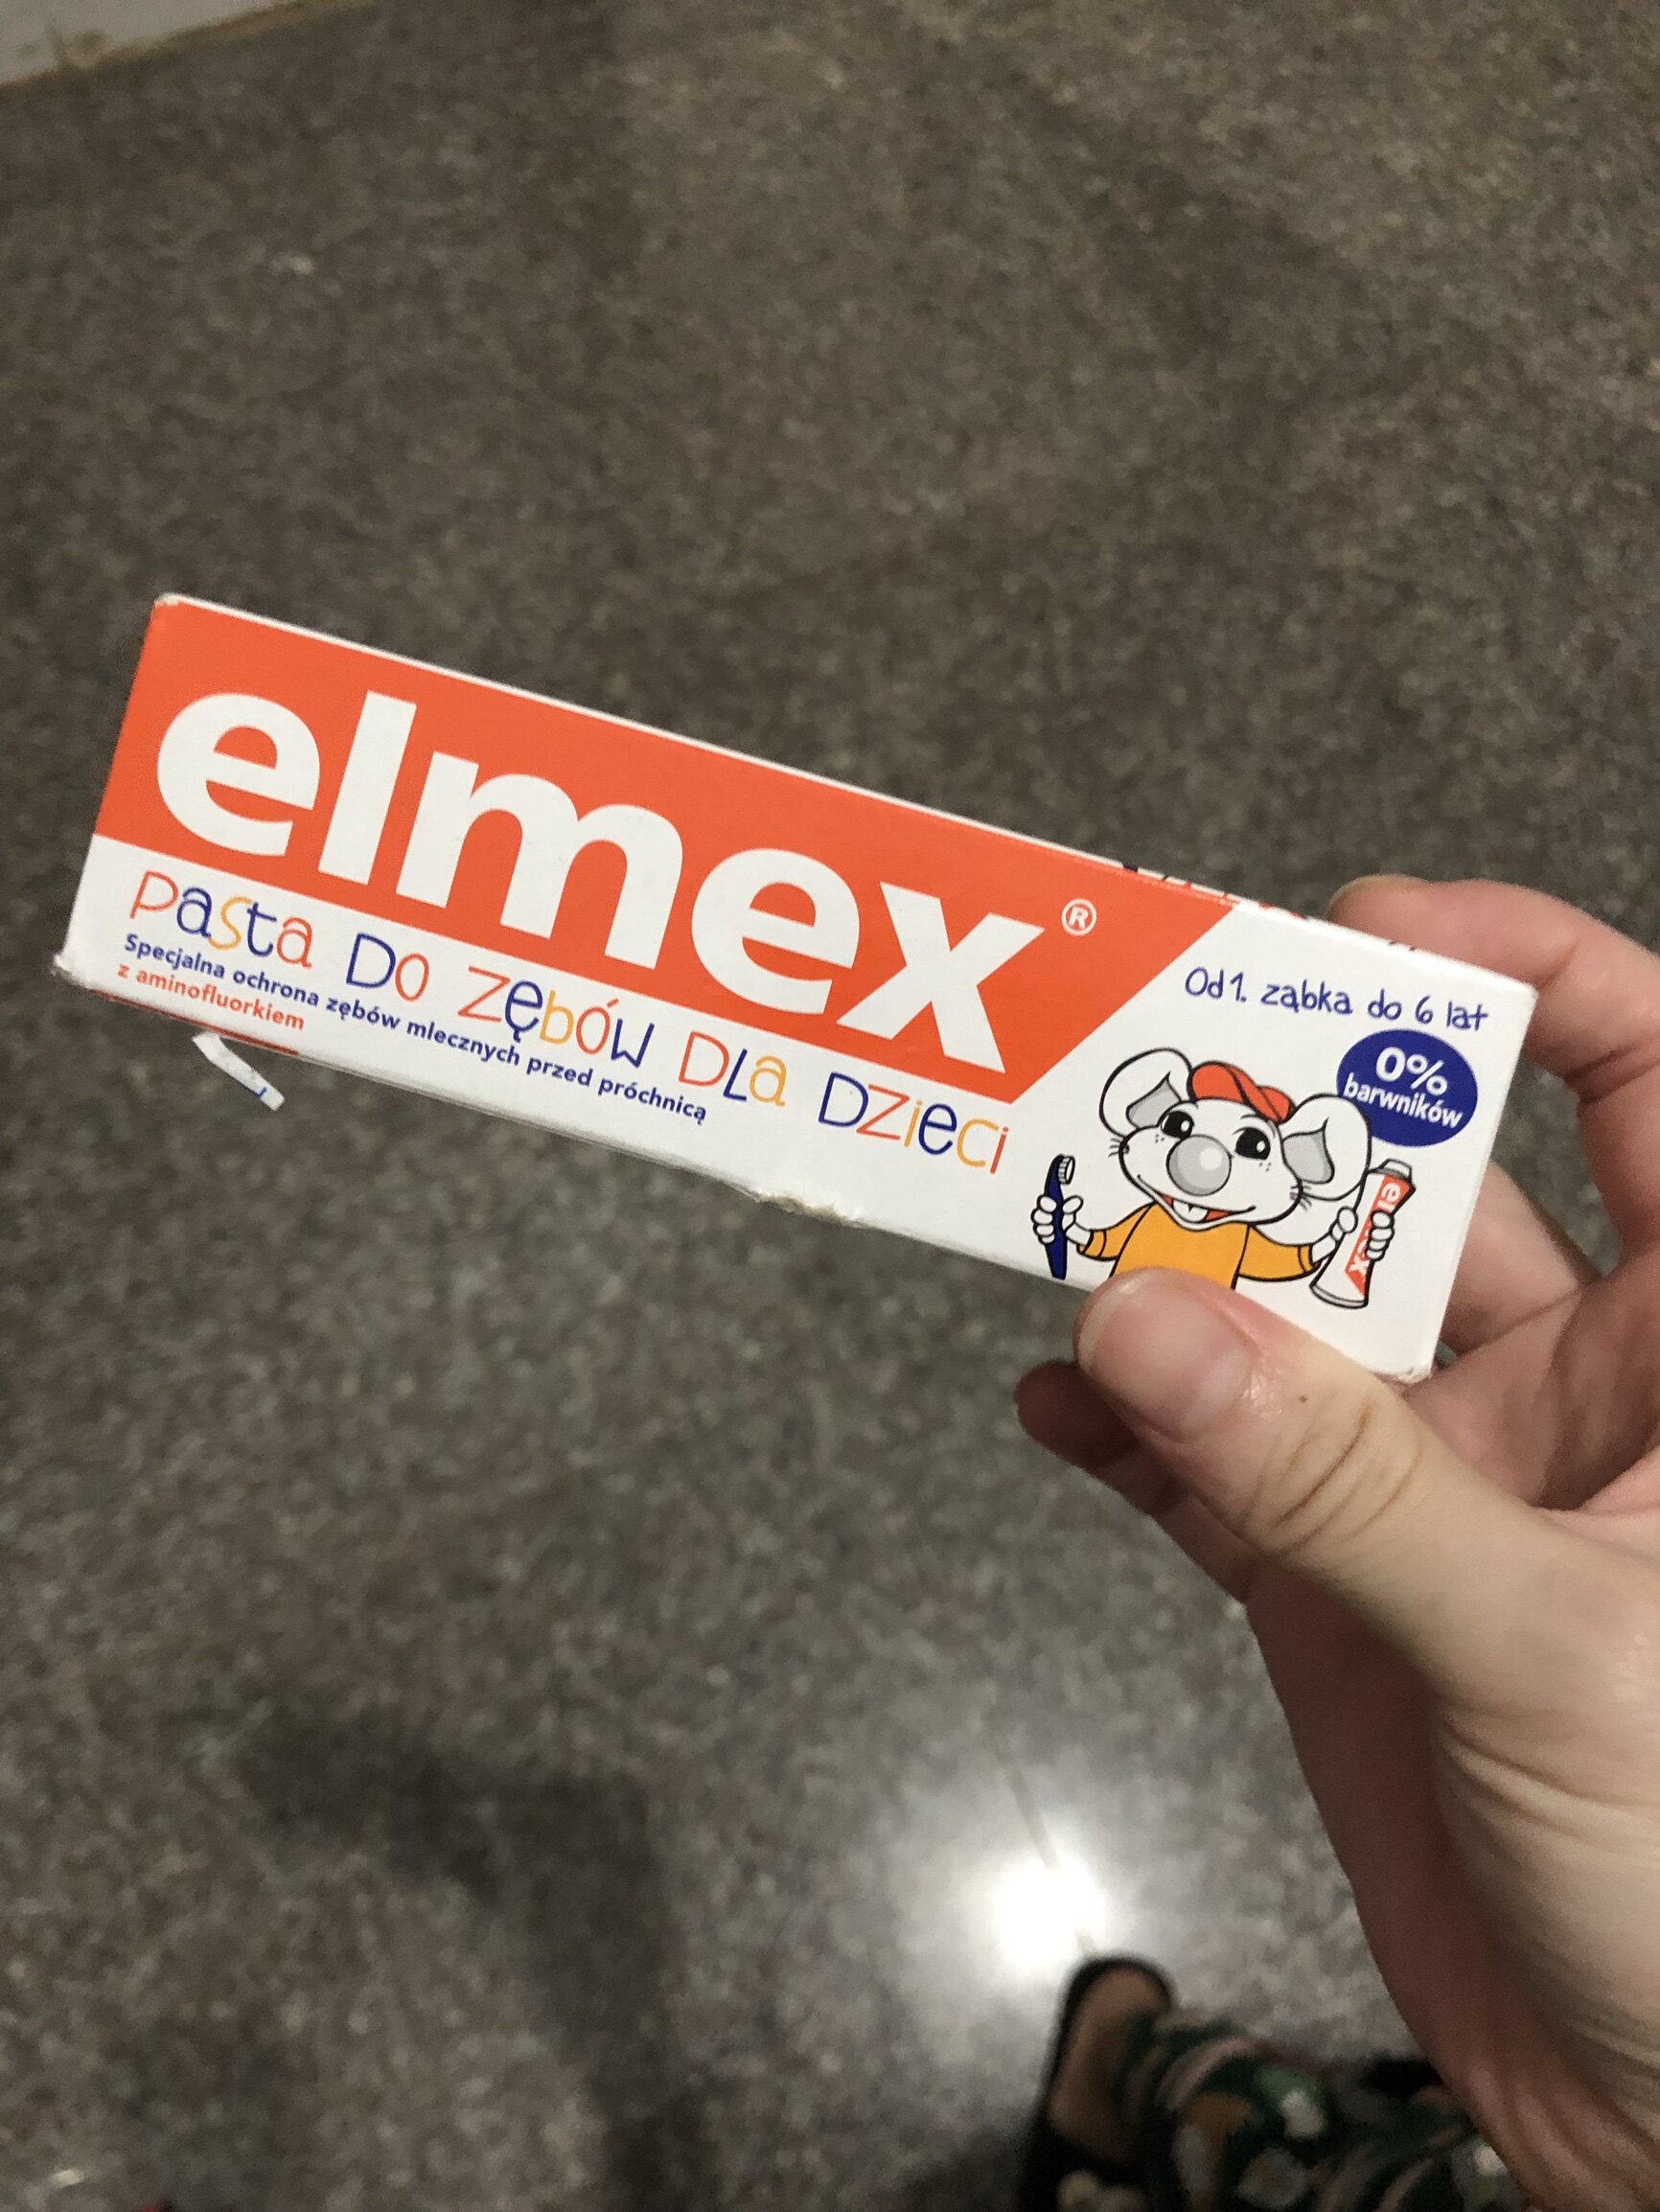 elmex®
Pasta Do zębów Dla Dzieci
Specjalna ochrona zębów mlecznych przed próchnicą
z aminofluorkiem
Od 1. ząbka do 6 lat
0%
barwników
elmex